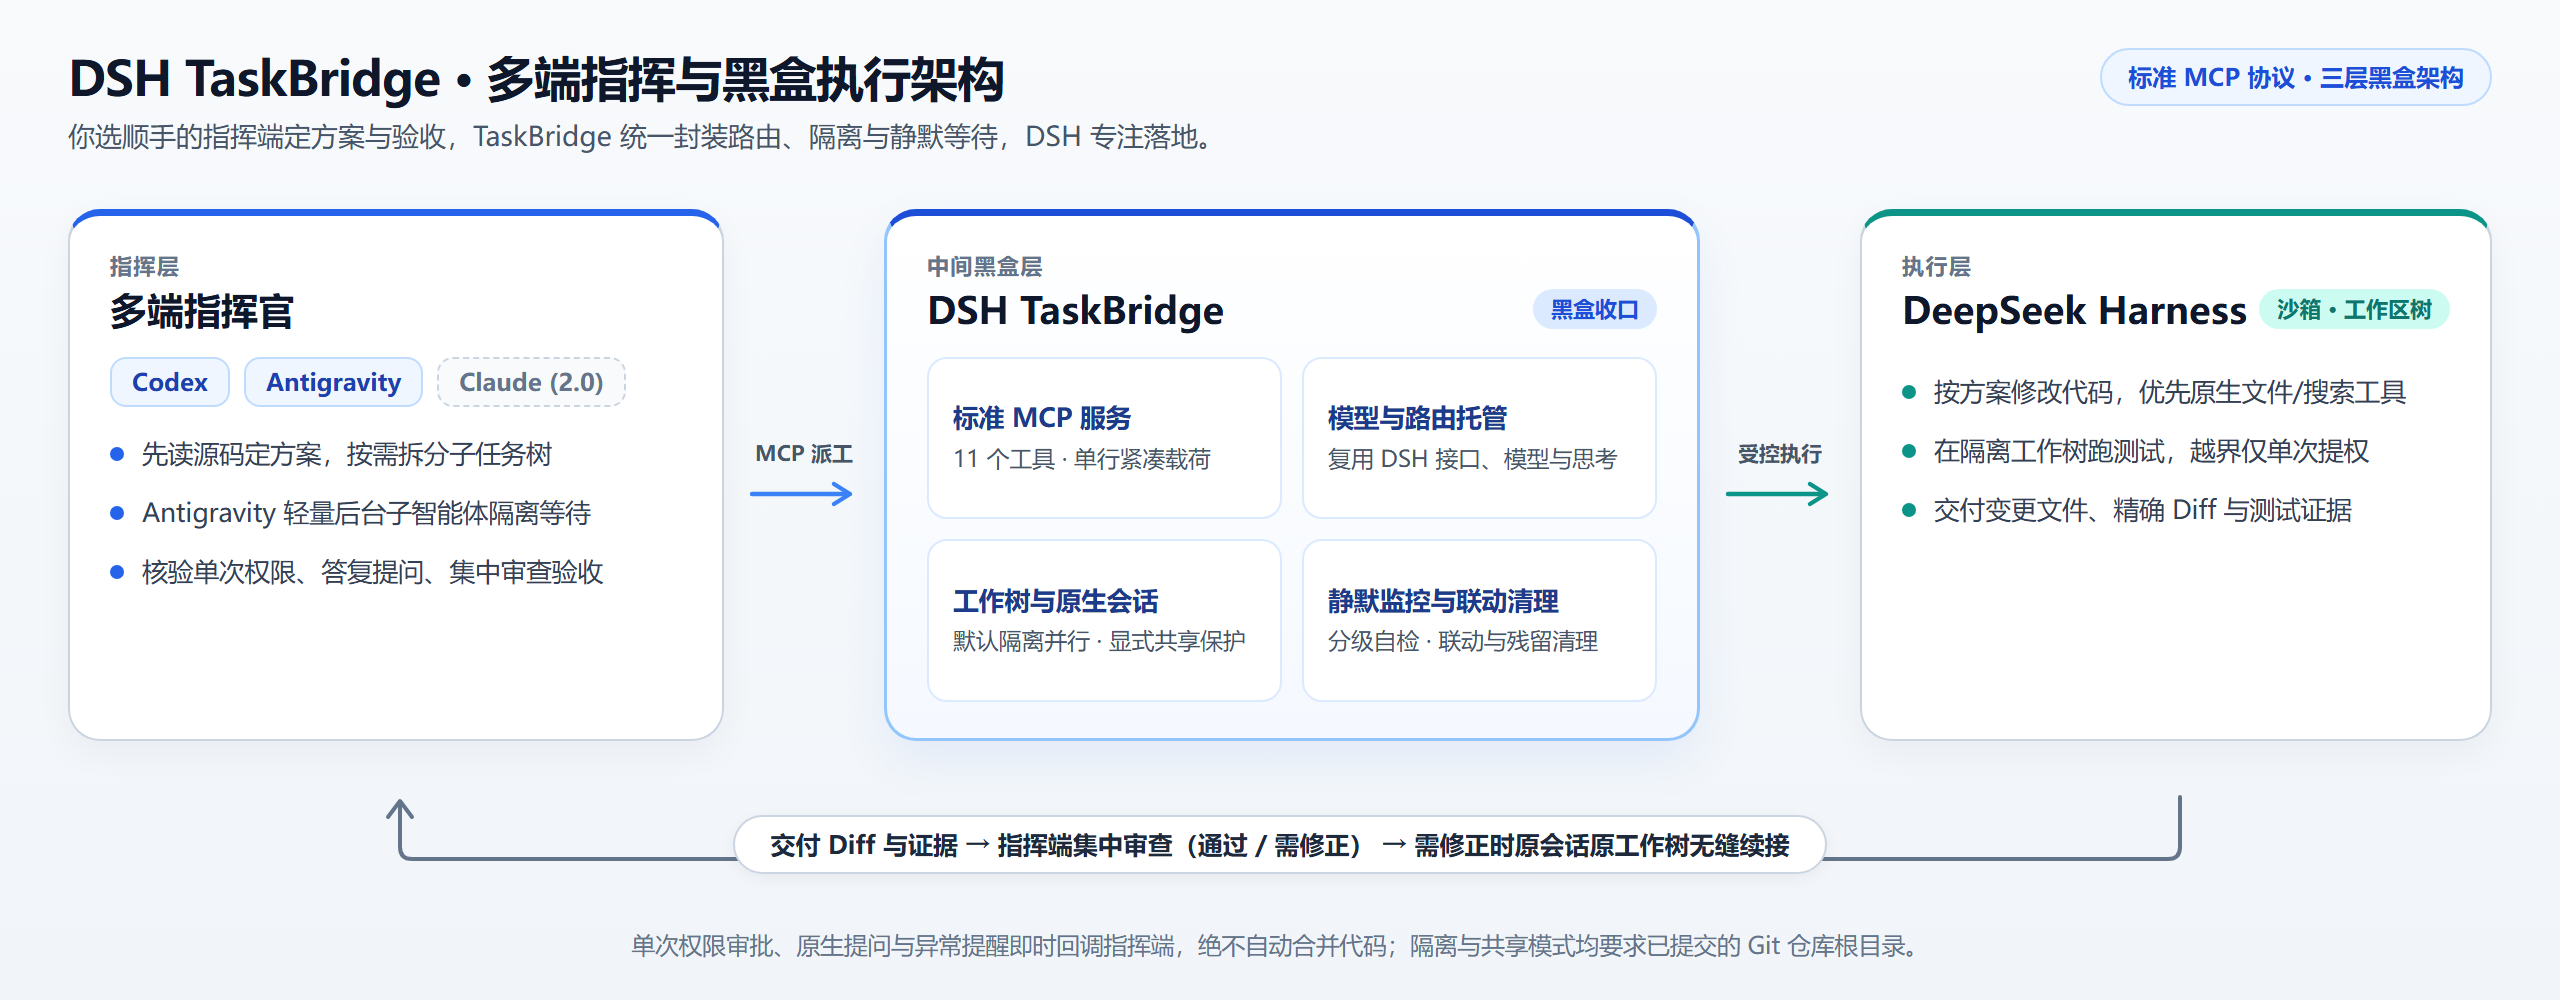 DSH TaskBridge • 多端指挥与黑盒执行架构
标准 MCP 协议 • 三层黑盒架构
你选顺手的指挥端定方案与验收，TaskBridge 统一封装路由、隔离与静默等待，DSH 专注落地。
指挥层
多端指挥官
Codex
Antigravity
Claude (2.0)
先读源码定方案，按需拆分子任务树
Antigravity 轻量后台子智能体隔离等待
核验单次权限、答复提问、集中审查验收
MCP 派工
中间黑盒层
DSH TaskBridge
黑盒收口
标准 MCP 服务
11 个工具 · 单行紧凑载荷
模型与路由托管
复用 DSH 接口、模型与思考
工作树与原生会话
默认隔离并行 · 显式共享保护
静默监控与联动清理
分级自检 · 联动与残留清理
受控执行
执行层
DeepSeek Harness
沙箱 • 工作区树
按方案修改代码，优先原生文件/搜索工具
在隔离工作树跑测试，越界仅单次提权
交付变更文件、精确 Diff 与测试证据
交付 Diff 与证据 → 指挥端集中审查（通过 / 需修正） → 需修正时原会话原工作树无缝续接
单次权限审批、原生提问与异常提醒即时回调指挥端，绝不自动合并代码；隔离与共享模式均要求已提交的 Git 仓库根目录。